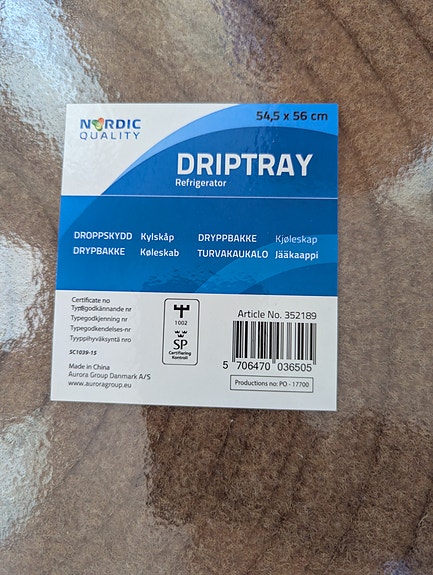 54,5 x 56 cm
NORDIC
QUALITY
DRIPTRAY
Refrigerator
DROPPSKYDD Kylskåp
DRYPPBAKKE Kjøleskap
DRYPBAKKE Køleskab
TURVAKAUKALO Jääkaappi
Certificate no
Typegodkännande nr
Typegodkjenning nr
Typegodkendelses-nr
Tyyppihyväksyntä nro
SC1039-15
Made in China
Aurora Group Danmark A/S
www.auroragroup.eu
1002
SP
Certifiering
Kontroll
Article No. 352189
5 706470 036505
Productions no: PO - 17700